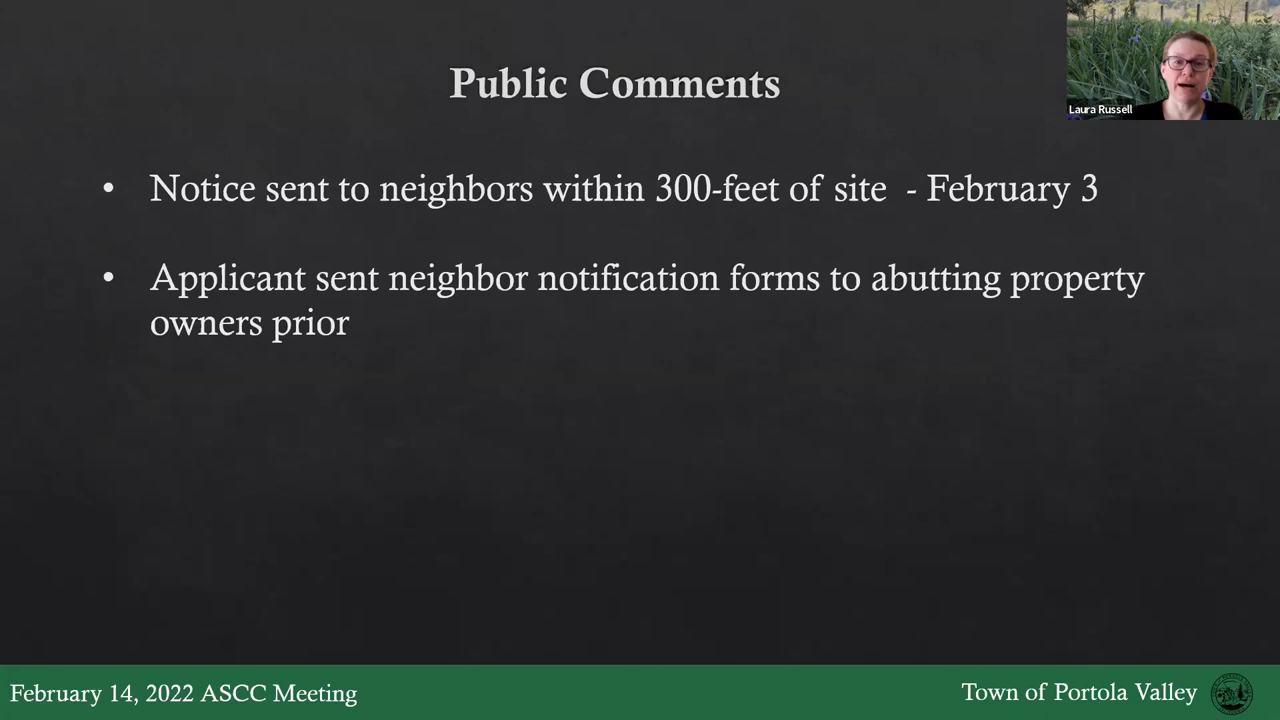 Public Comments
Laura Russell
• Notice sent to neighbors within 300-feet of site - February 3
• Applicant sent neighbor notification forms to abutting property
owners prior
February 14, 2022 ASCC Meeting
Town of Portola Valley